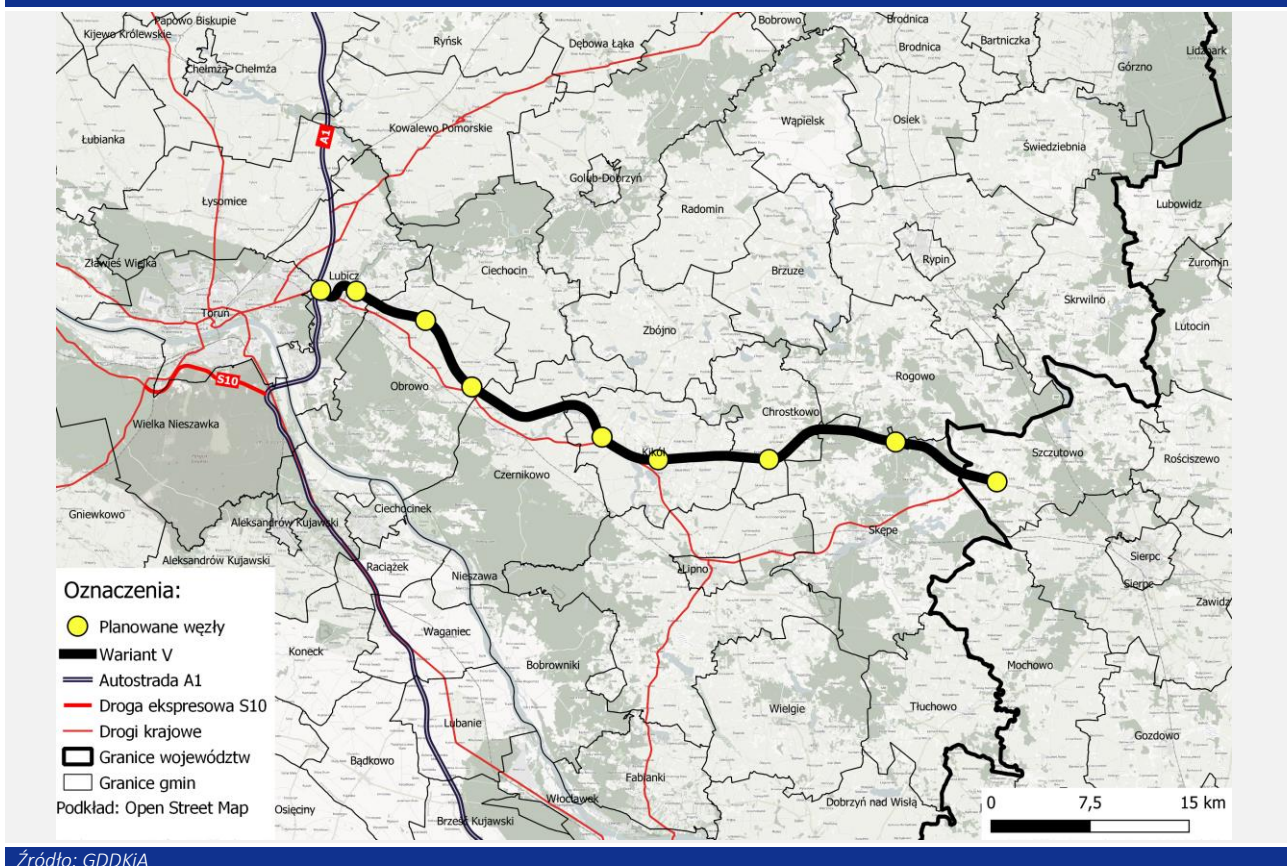 Papowo Biskupie
Kijewo Królewskie
Ryńsk
Dębowa Łąka
Bobrowo
Brodnica
Brodnica
Bartniczka
Lidzbark
Górzno
Chełmża
Chełmża
A1
Kowalewo Pomorskie
Wąpielsk
Osiek
Łubianka
Świedziebnia
Golub-Dobrzyń
Łysomice
Radomin
Lubowidz
Zławieś Wielka
Lubicz
Ciechocin
Brzuze
Rypin
Żuromin
Toruń
Skrwilno
Zbójno
Lutocin
S10
Obrowo
Rogowo
Chrostkowo
Wielka Nieszawka
Kikół
Szczutowo
Rościszewo
Czernikowo
Gniewkowo
Ciechocinek
Aleksandrów Kujawski
Skępe
Aleksandrów Kujawski
Raciążek
Nieszawa
Lipno
Sierpc
Sierpc
Zawidz
Waganiec
Koneck
Bobrowniki
Mochowo
Wielgie
Tłuchowo
Lubanie
Gozdowo
Bądkowo
Fabianki
Włocławek
Dobrzyń nad Wisłą
Osięciny
Brześć Kujawski
Oznaczenia:
Planowane węzły
Wariant V
Autostrada A1
Droga ekspresowa S10
Drogi krajowe
Granice województw
Granice gmin
Podkład: Open Street Map
0 7,5 15 km
Źródło: GDDKiA